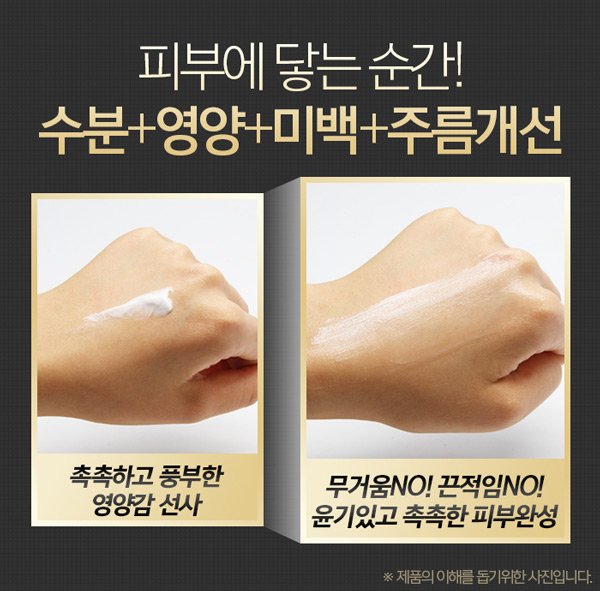 피부에 닿는 순간!
수분+영양+미백+주름개선
촉촉하고 풍부한
영양감 선사
무거움NO! 끈적임NO!
윤기있고 촉촉한 피부완성
※ 제품의 이해를 돕기위한 사진입니다.